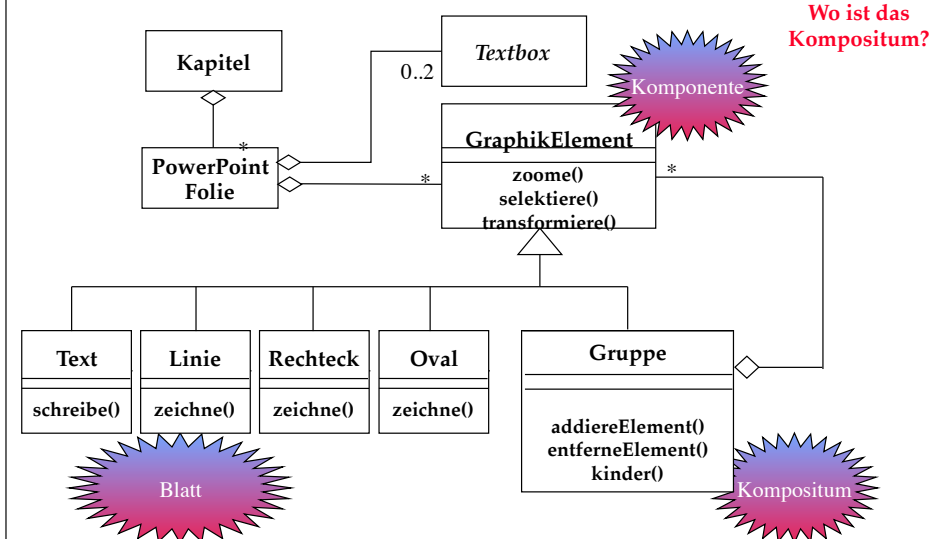 Wo ist das
Kompositum?
Kapitel
Textbox
0..2
Komponente
GraphikElement
*
PowerPoint
Folie
*
*
zoome()
selektiere()
transformiere()
Text
Linie
Rechteck
Oval
Gruppe
schreibe()
zeichne()
zeichne()
zeichne()
addiereElement()
entferneElement()
kinder()
Blatt
Kompositum